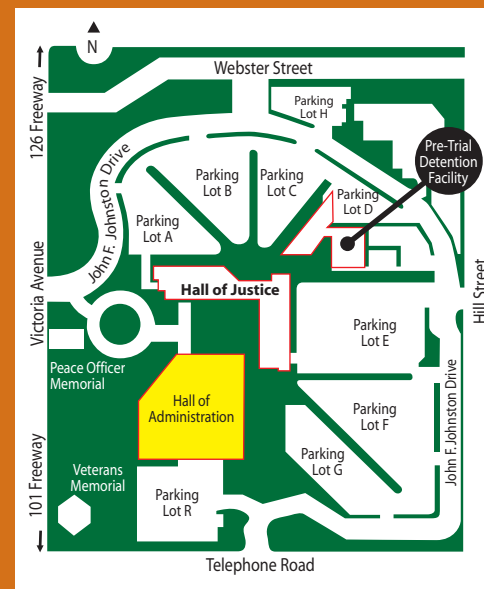 N
Webster Street
126 Freeway
Parking
Lot H
Pre-Trial
Detention
Facility
John F. Johnston Drive
Parking
Lot B
Parking
Lot C
Parking
Lot D
Parking
Lot A
Hall of Justice
Victoria Avenue
Hill Street
Parking
Lot E
Peace Officer
Memorial
Hall of
Administration
Parking
Lot F
John F. Johnston Drive
Parking
Lot G
101 Freeway
Veterans
Memorial
Parking
Lot R
Telephone Road